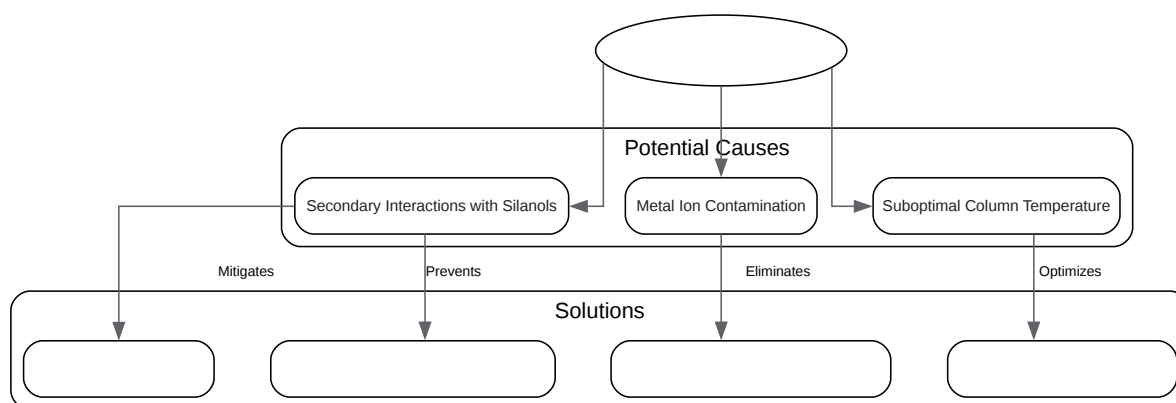 Potential Causes
Secondary Interactions with Silanols
Metal Ion Contamination
Suboptimal Column Temperature
Mitigates
Prevents
Eliminates
Optimizes
Solutions